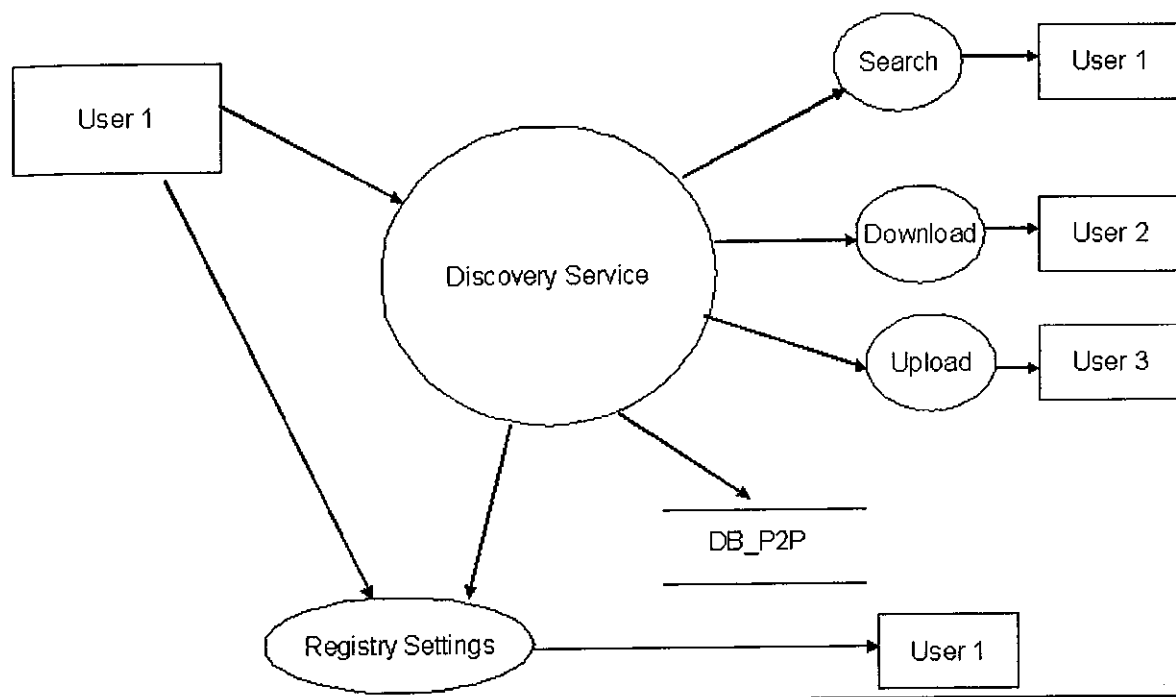 Search
User 1
User 1
Download
User 2
Discovery Service
Upload
User 3
DB_P2P
Registry Settings
User 1